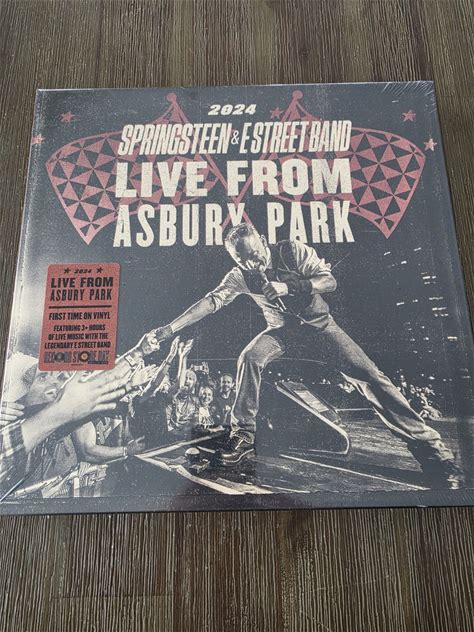 2024
SPRINGSTEEN & E STREET BAND
LIVE FROM
ASBURY PARK
★ 2024 ★
LIVE FROM
ASBURY PARK
FIRST TIME ON VINYL
FEATURING 3+ HOURS
OF LIVE MUSIC WITH THE
LEGENDARY E STREET BAND
RECORD STORE DAY